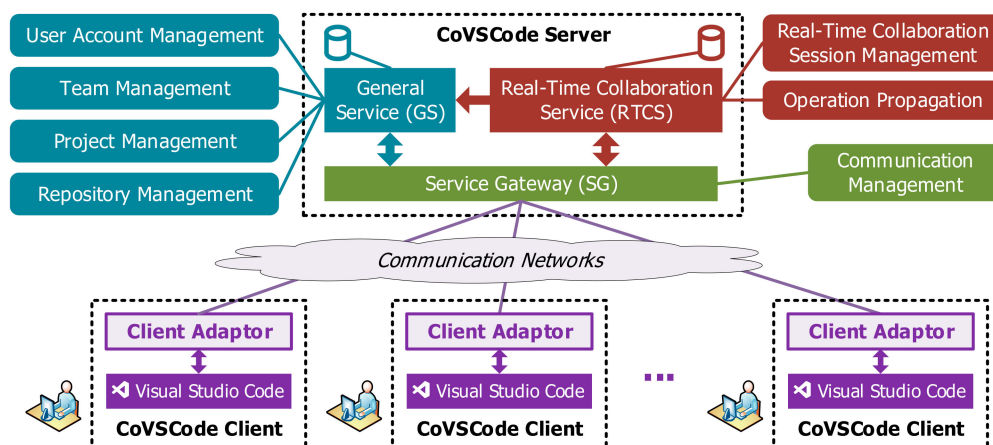 User Account Management
Team Management
Project Management
Repository Management
CoVSCode Server
General
Service (GS)
Real-Time Collaboration
Service (RTCS)
Service Gateway (SG)
Real-Time Collaboration
Session Management
Operation Propagation
Communication
Management
Communication Networks
Client Adaptor
Visual Studio Code
CoVSCode Client
Client Adaptor
Visual Studio Code
CoVSCode Client
...
Client Adaptor
Visual Studio Code
CoVSCode Client